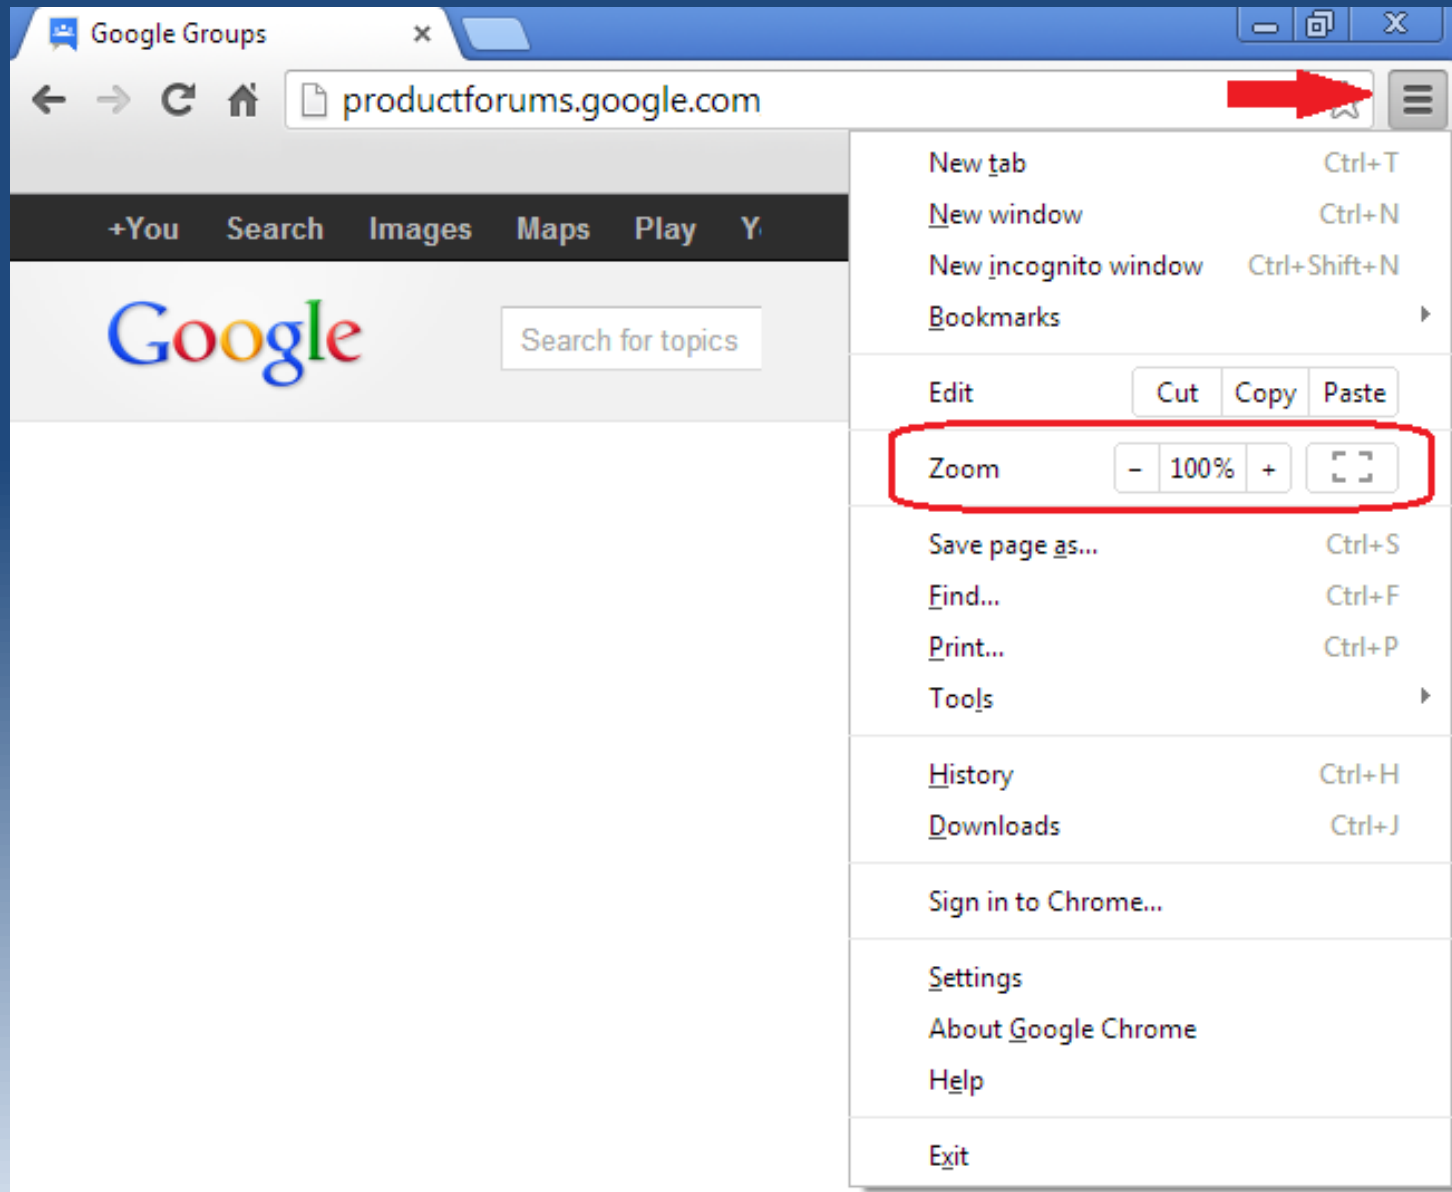 Google Groups
productforums.google.com
+You Search Images Maps Play
Google
Search for topics
New tab Ctrl+T
New window Ctrl+N
New incognito window Ctrl+Shift+N
Bookmarks
Edit Cut Copy Paste
Zoom - 100% +
Save page as... Ctrl+S
Find... Ctrl+F
Print... Ctrl+P
Tools
History Ctrl+H
Downloads Ctrl+J
Sign in to Chrome...
Settings
About Google Chrome
Help
Exit